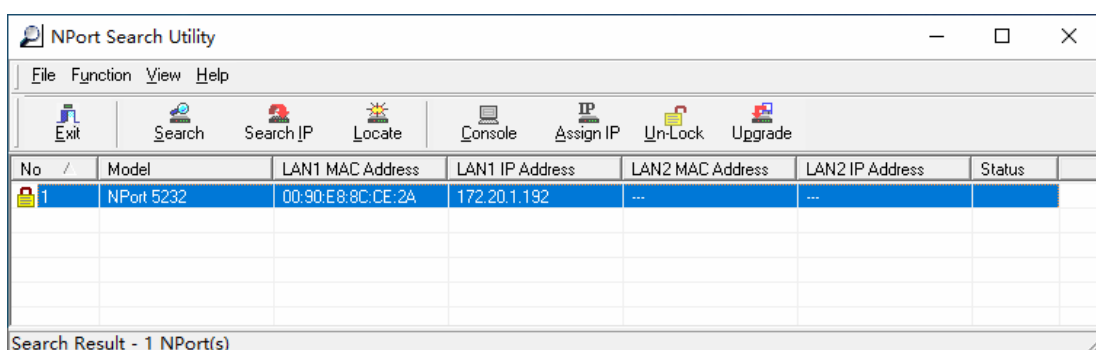 NPort Search Utility
File Function View Help
Exit Search Search IP Locate Console Assign IP Un-Lock Upgrade
No Model LAN1 MAC Address LAN1 IP Address LAN2 MAC Address LAN2 IP Address Status
1 NPort 5232 00:90:E8:8C:CE:2A 172.20.1.192 --- ---
Search Result - 1 NPort(s)